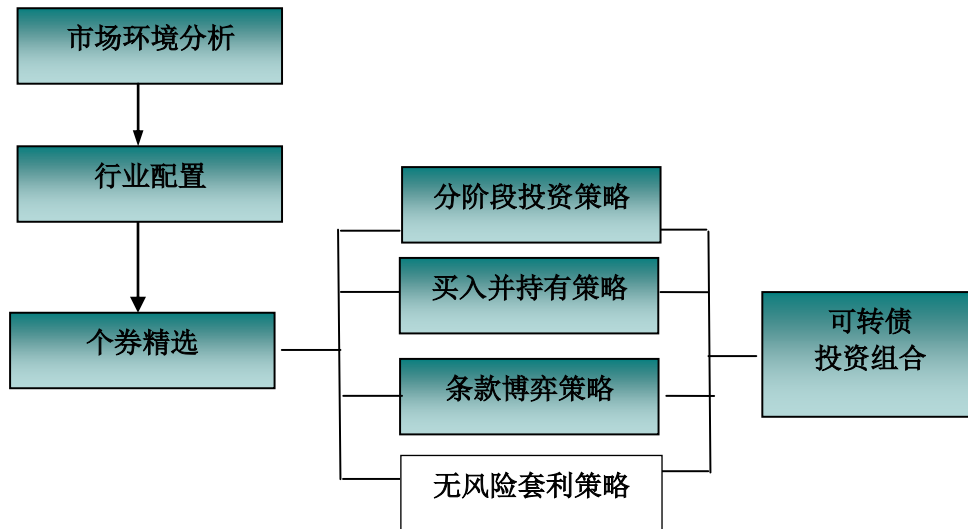 市场环境分析
行业配置
个券精选
分阶段投资策略
买入并持有策略
条款博弈策略
无风险套利策略
可转债
投资组合